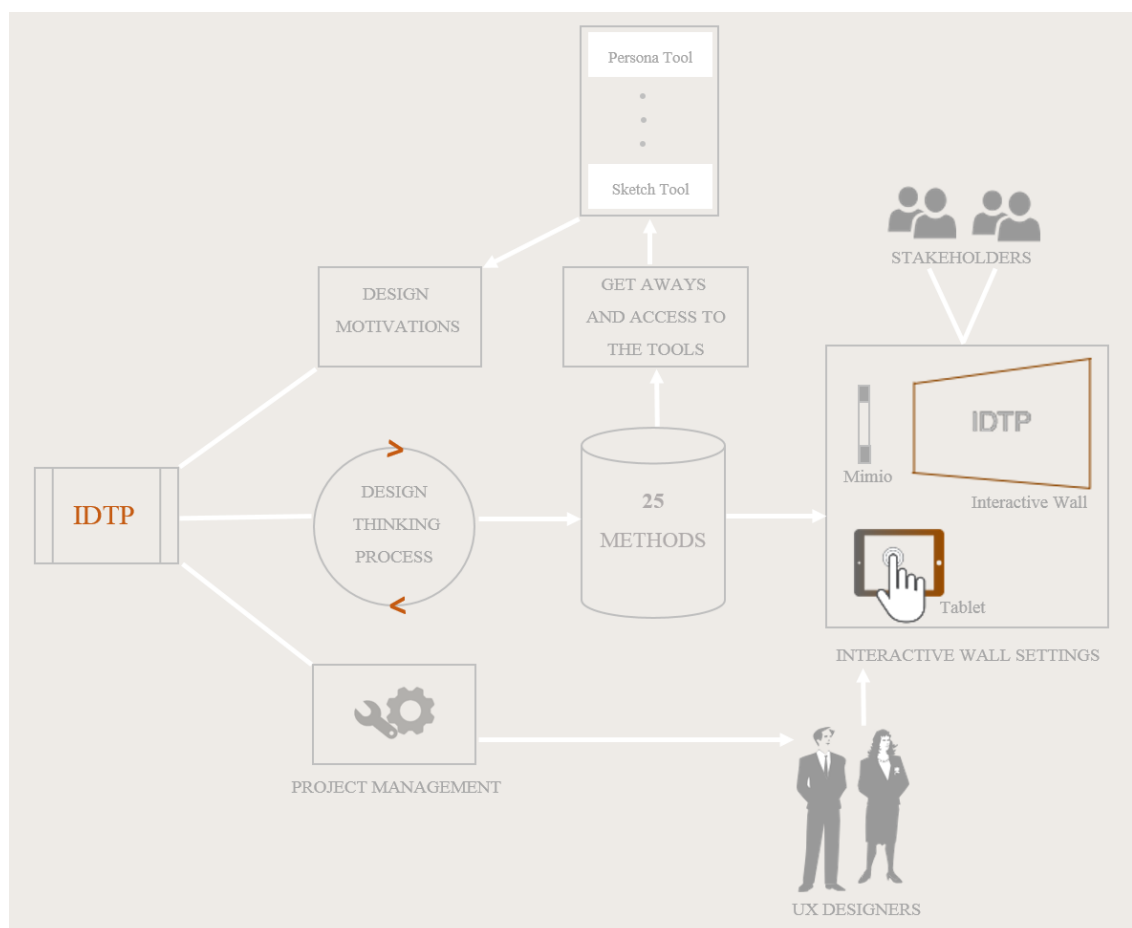 Persona Tool
Sketch Tool
STAKEHOLDERS
DESIGN
MOTIVATIONS
GET AWAYS
AND ACCESS TO
THE TOOLS
IDTP
Mimio
Interactive Wall
IDTP
DESIGN
THINKING
PROCESS
25
METHODS
Tablet
INTERACTIVE WALL SETTINGS
PROJECT MANAGEMENT
UX DESIGNERS